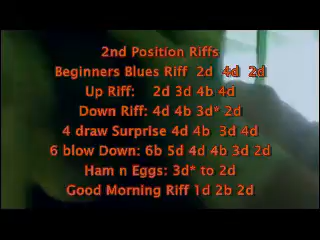 2nd Position Riffs
Beginners Blues Riff 2d 4d 2d
Up Riff: 2d 3d 4b 4d
Down Riff: 4d 4b 3d* 2d
4 draw Surprise 4d 4b 3d 4d
6 blow Down: 6b 5d 4d 4b 3d 2d
Ham n Eggs: 3d* to 2d
Good Morning Riff 1d 2b 2d